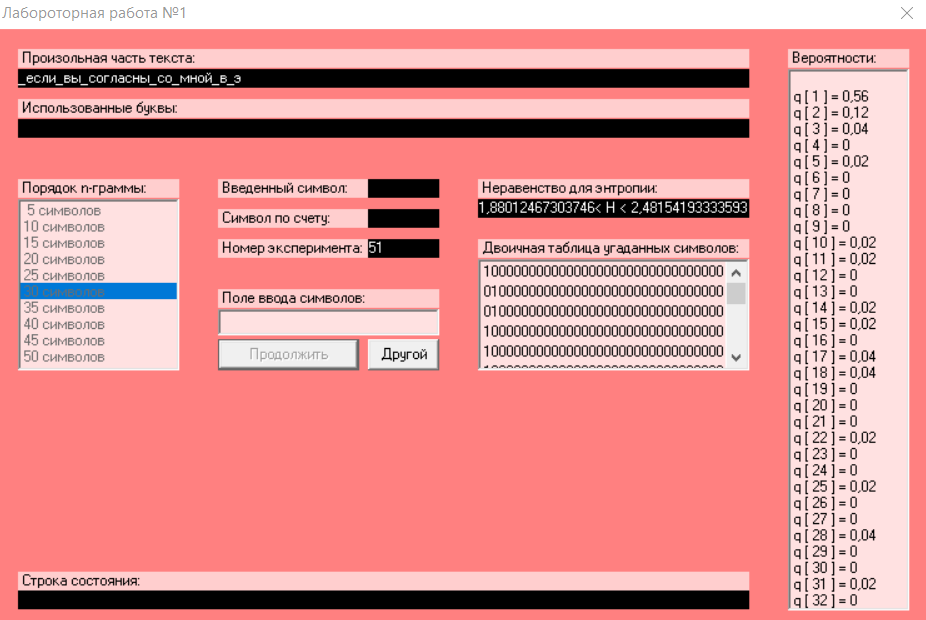 Лабороторная работа №1
Произольная часть текста:
_если_вы_согласны_со_мной_в_э
Использованные буквы:
Порядок n-граммы:
5 символов
10 символов
15 символов
20 символов
25 символов
30 символов
35 символов
40 символов
45 символов
50 символов
Введенный символ:
Символ по счету:
Номер эксперимента: 51
Поле ввода символов:
Продолжить
Другой
Неравенство для энтропии:
1,88012467303746< H < 2,48154193333593
Двоичная таблица угаданных символов:
10000000000000000000000000000000
01000000000000000000000000000000
01000000000000000000000000000000
10000000000000000000000000000000
10000000000000000000000000000000
Строка состояния:
Вероятности:
q [ 1 ] = 0,56
q [ 2 ] = 0,12
q [ 3 ] = 0,04
q [ 4 ] = 0
q [ 5 ] = 0,02
q [ 6 ] = 0
q [ 7 ] = 0
q [ 8 ] = 0
q [ 9 ] = 0
q [ 10 ] = 0,02
q [ 11 ] = 0,02
q [ 12 ] = 0
q [ 13 ] = 0
q [ 14 ] = 0,02
q [ 15 ] = 0,02
q [ 16 ] = 0
q [ 17 ] = 0,04
q [ 18 ] = 0,04
q [ 19 ] = 0
q [ 20 ] = 0
q [ 21 ] = 0
q [ 22 ] = 0,02
q [ 23 ] = 0
q [ 24 ] = 0
q [ 25 ] = 0,02
q [ 26 ] = 0
q [ 27 ] = 0
q [ 28 ] = 0,04
q [ 29 ] = 0
q [ 30 ] = 0
q [ 31 ] = 0,02
q [ 32 ] = 0